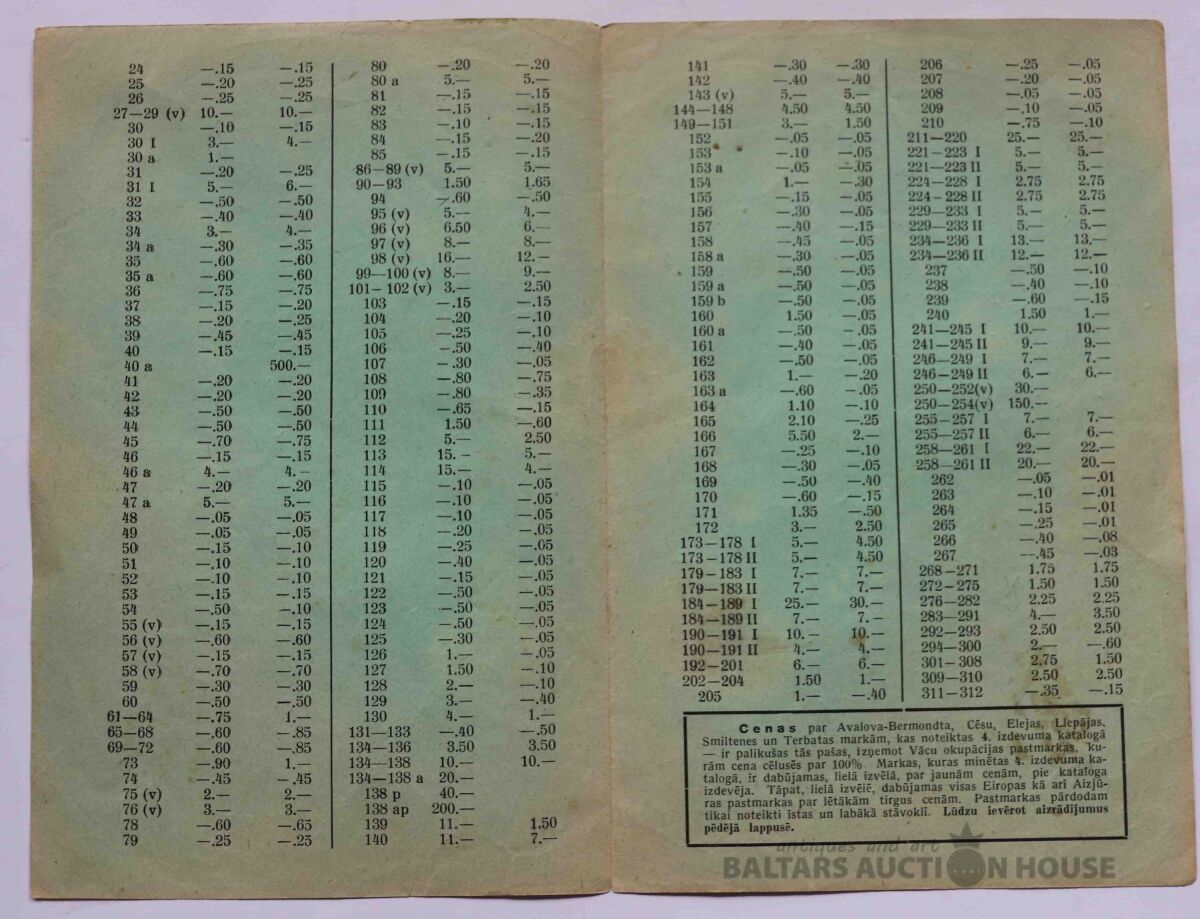 24 —.15 —.15
25 —.20 —.25
26 —.25 —.25
27—29 (v) 10.— 10.—
30 —.10 —.15
30 I 3.— 4.—
30 a 1.—
31 —.20 —.25
31 I 5.— 6.—
32 —.50 —.50
33 —.40 —.40
34 3.— 4.—
34 a —.30 —.35
35 —.60 —.60
35 a —.60 —.60
36 —.75 —.75
37 —.15 —.20
38 —.20 —.25
39 —.45 —.45
40 —.15 —.15
40 a 500.—
41 —.20 —.20
42 —.20 —.20
43 —.50 —.50
44 —.50 —.50
45 —.70 —.75
46 —.15 —.15
46 a 4.— 4.-
47 —.20 —.20
47 a 5.— 5.—
48 —.05 —.05
49 —.05 —.05
50 —.15 —.10
51 —.10 —.10
52 —.10 —.10
53 —.15 —.15
54 —.50 —.10
55 (v) —.15 —.15
56 (v) —.60 —.60
57 (v) —.15 —.15
58 (v) —.70 —.70
59 —.30 —.30
60 —.50 —.50
61—64 —.75 1.—
65—68 —.60 —.85
69—72 —.60 —.85
73 —.90 1.—
74 —.45 —.45
75 (v) 2.— 2.—
76 (v) 3.— 3.—
78 —.60 —.65
79 —.25 —.25
80 —.20 —.20
80 a 5.— 5.—
81 —.15 —.15
82 —.15 —.15
83 —.10 —.15
84 —.15 —.20
85 —.15 —.15
86—89 (v) 5.— 5.—
90—93 1.50 1.65
94 —.60 —.50
95 (v) 5.— 4.—
96 (v) 6.50 6.—
97 (v) 8.— 8.—
98 (v) 16.— 12.—
99—100 (v) 8.— 9.—
101—102 (v) 3.— 2.50
103 —.15 —.15
104 —.20 —.10
105 —.25 —.10
106 —.50 —.40
107 —.30 —.05
108 —.80 —.75
109 —.80 —.35
110 —.65 —.15
111 1.50 —.60
112 5.— 2.50
113 15.- 5.—
114 15.— 4.—
115 —.10 —.05
116 —.10 —.05
117 —.10 —.05
118 —.20 —.05
119 —.25 —.05
120 —.40 —.05
121 —.15 —.05
122 —.50 —.05
123 —.50 —.05
124 —.50 —.05
125 —.30 —.05
126 1.— —.05
127 1.50 —.10
128 2.— —.10
129 3.— —.40
130 4.— 1.—
131—133 —.40 —.50
134—136 3.50 3.50
134—138 10.— 10.—
134—138 a 20.—
138 p 40.—
138 ap 200.—
139 11.— 1.50
140 11.— 7.—
141 —.30 —.30
142 —.40 —.40
143 (v) 5.— 5.—
144—148 4.50 4.50
149—151 3.— 1.50
152 —.05 —.05
153 —.10 —.05
153 a —.05 —.05
154 1.— —.30
155 —.15 —.05
156 —.30 —.05
157 —.40 —.15
158 —.45 —.05
158 a —.30 —.05
159 —.50 —.05
159 a —.50 —.05
159 b —.50 —.05
160 1.50 —.05
160 a —.50 —.05
161 —.40 —.05
162 —.50 —.05
163 1.— —.20
163 a —.60 —.05
164 1.10 —.10
165 2.10 —.25
166 5.50 2.—
167 —.25 —.10
168 —.30 —.05
169 —.50 —.40
170 —.60 —.15
171 1.35 —.50
172 3.— 2.50
173—178 I 5.— 4.50
173—178 II 5.— 4.50
179—183 I 7.— 7.—
179—183 II 7.— 7.—
184—189 I 25.— 30.—
184—189 II 7.— 7.-
190—191 I 10.- 10.—
190—191 II 4.— 4.—
192—201 6.— 6.—
202—204 1.50 1.—
205 1.— —.40
206 —.25 —.05
207 —.20 —.05
208 —.05 —.05
209 —.10 —.05
210 —.75 —.10
211—220 25.— 25.—
221—223 I 5.— 5.—
221—223 II 5.— 5.—
224—228 I 2.75 2.75
224—228 II 2.75 2.75
229—233 I 5.— 5.—
229—233 II 5.— 5.—
234—236 I 13.— 13.—
234—236 II 12.— 12.—
237 —.50 —.10
238 —.40 —.10
239 —.60 —.15
240 1.50 1.—
241—245 I 10.— 10.—
241—245 II 9.— 9.—
246—249 I 7.— 7.—
246—249 II 6.— 6.—
250—252(v) 30.—
250—254(v) 150.—
255—257 I 7.— 7.—
255—257 II 6.— 6.—
258—261 I 22.— 22.—
258—261 II 20.— 20.—
262 —.05 —.01
263 —.10 —.01
264 —.15 —.01
265 —.25 —.01
266 —.40 —.08
267 —.45 —.03
268—271 1.75 1.75
272—275 1.50 1.50
276—282 2.25 2.25
283—291 4.— 3.50
292—293 2.50 2.50
294—300 2.— —.60
301—308 2.75 1.50
309—310 2.50 2.50
311—312 —.35 —.15
Cenas par Avalova-Bermondta, Cēsu, Elejas, Liepājas,
Smiltenes un Terbatas markām, kas noteiktas 4. izdevuma katalogā
— ir palikušas tās pašas, izņemot Vācu okupācijas pastmarkas, ku-
rām cena cēlusēs par 100%. Markas, kuras minētas 4. izdevuma ka-
talogā, ir dabūjamas, lielā izvēlā, par jaunām cenām, pie kataloga
izdevēja. Tāpat, lielā izvēlē, dabūjamas visas Eiropas kā arī Aizjū-
ras pastmarkas par lētākām tirgus cenām. Pastmarkas pārdodam
tikai noteikti īstas un labākā stāvoklī. Lūdzu ievērot aizrādījumus
pēdējā lappusē.
antiques and art
BALTARS AUCTION HOUSE